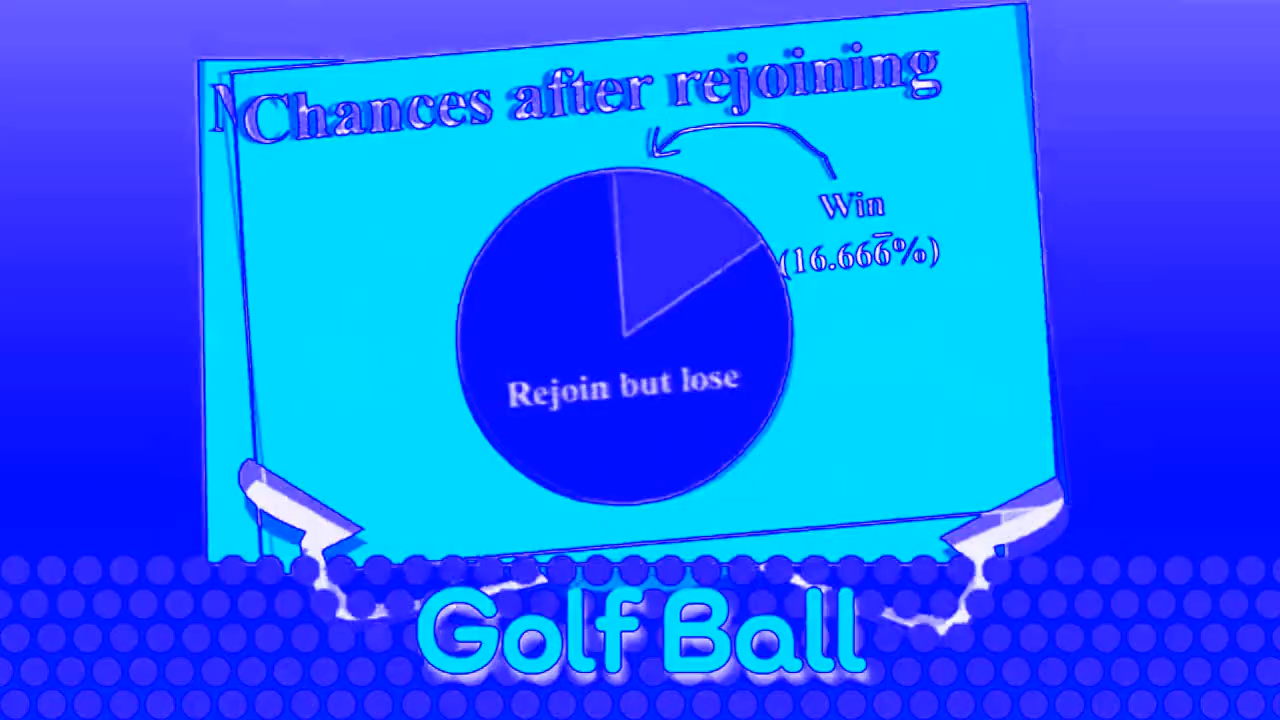 Chances after rejoining
Win
(16.666̅%)
Rejoin but lose
Golf Ball